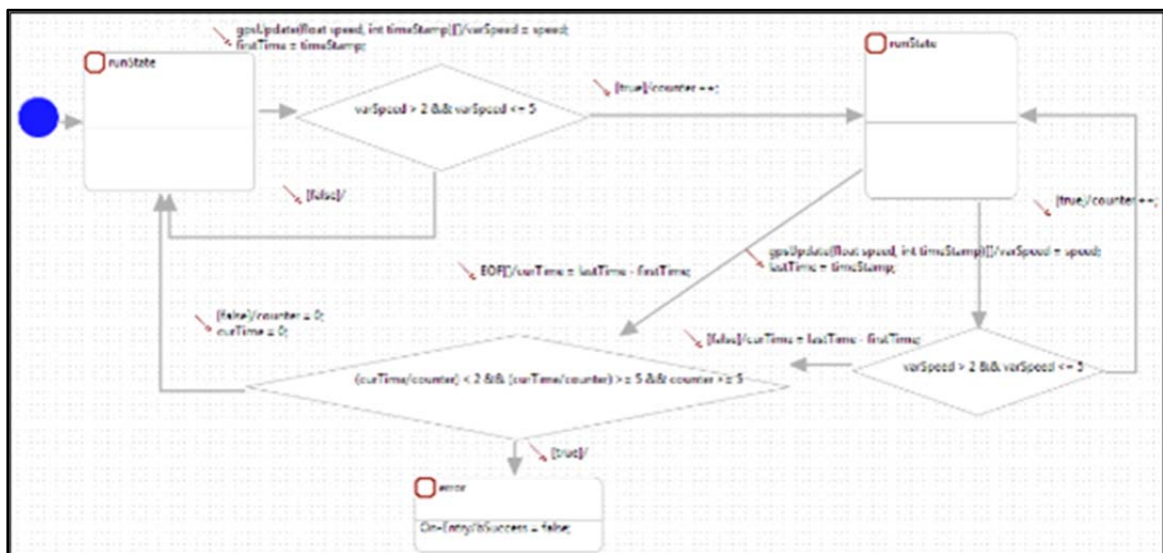 gpsUpdate(float speed, int timeStamp)[]/varSpeed = speed;
firstTime = timeStamp;
runState
varSpeed > 2 && varSpeed <= 5
[true]/counter ++;
runState
[false]/
[true]/counter ++;
gpsUpdate(float speed, int timeStamp)[]/varSpeed = speed;
lastTime = timeStamp;
EOF[]/curTime = lastTime - firstTime;
[false]/counter = 0;
curTime = 0;
[false]/curTime = lastTime - firstTime;
varSpeed > 2 && varSpeed <= 5
(curTime/counter) < 2 && (curTime/counter) >= 5 && counter >= 5
[true]/
error
On-Entry/bSuccess = false;